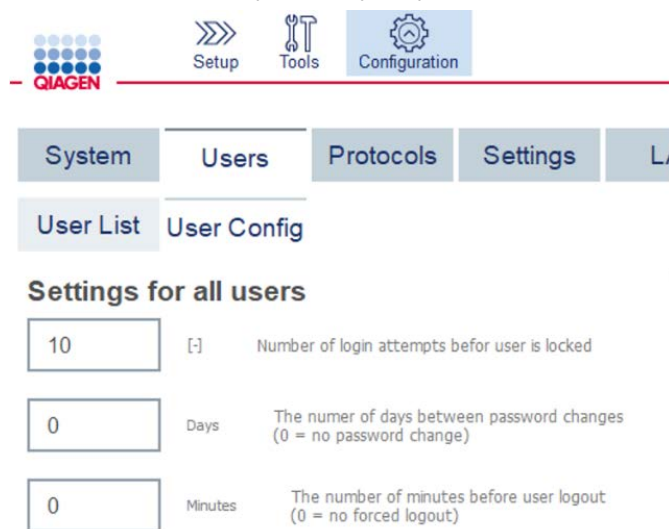 Setup Tools Configuration
QIAGEN
System Users Protocols Settings
User List User Config
Settings for all users
10 [-] Number of login attempts befor user is locked
0 Days The numer of days between password changes
(0 = no password change)
0 Minutes The number of minutes before user logout
(0 = no forced logout)